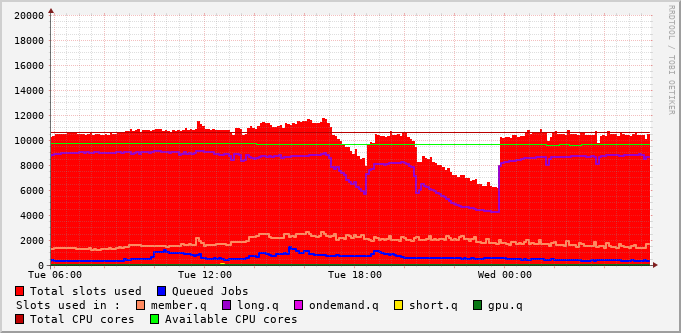 20000
18000
16000
14000
12000
10000
8000
6000
4000
2000
0
Tue 06:00 Tue 12:00 Tue 18:00 Wed 00:00
RRDTOOL / TOBI OETIKER
Total slots used Queued Jobs
Slots used in : member.q long.q ondemand.q short.q gpu.q
Total CPU cores Available CPU cores